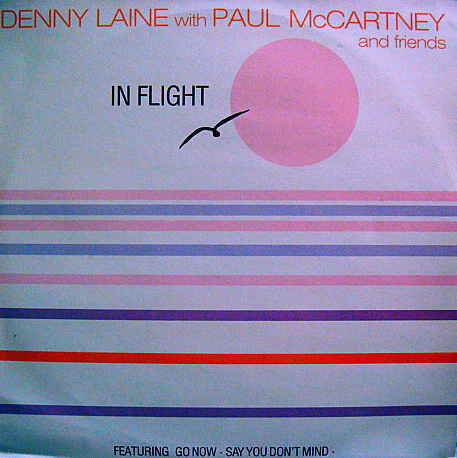 DENNY LAINE with PAUL McCARTNEY
and friends
IN FLIGHT
FEATURING GO NOW · SAY YOU DON'T MIND ·